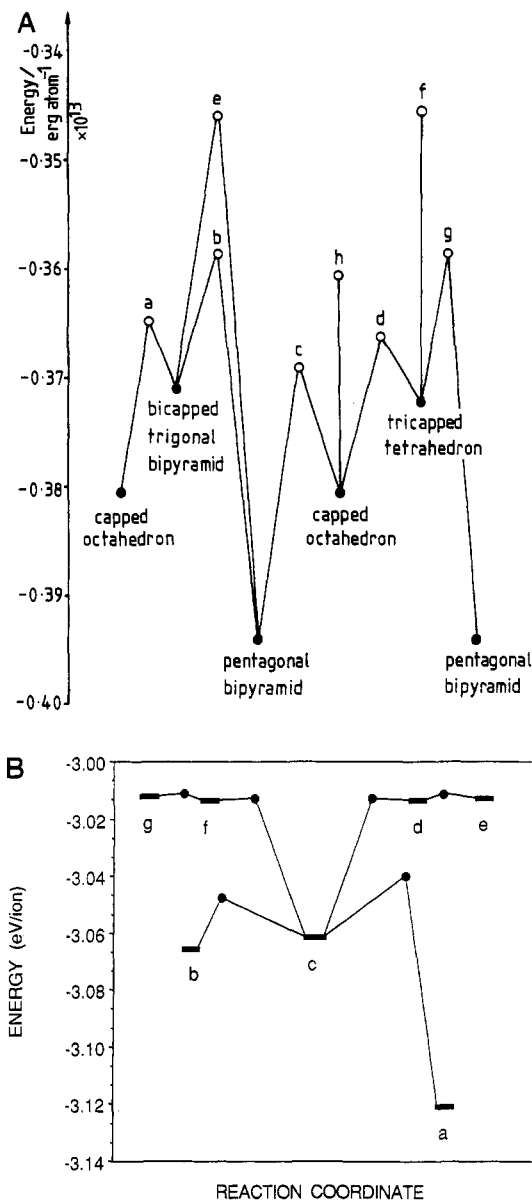 A
Energy/
erg atom⁻¹
×10¹³
-0·34
-0·35
-0·36
-0·37
-0·38
-0·39
-0·40
e
f
b
g
h
a
d
c
bicapped
trigonal
bipyramid
tricapped
tetrahedron
capped
octahedron
capped
octahedron
pentagonal
bipyramid
pentagonal
bipyramid
B
ENERGY (eV/ion)
-3.00
-3.02
-3.04
-3.06
-3.08
-3.10
-3.12
-3.14
g
f
d
e
b
c
a
REACTION COORDINATE